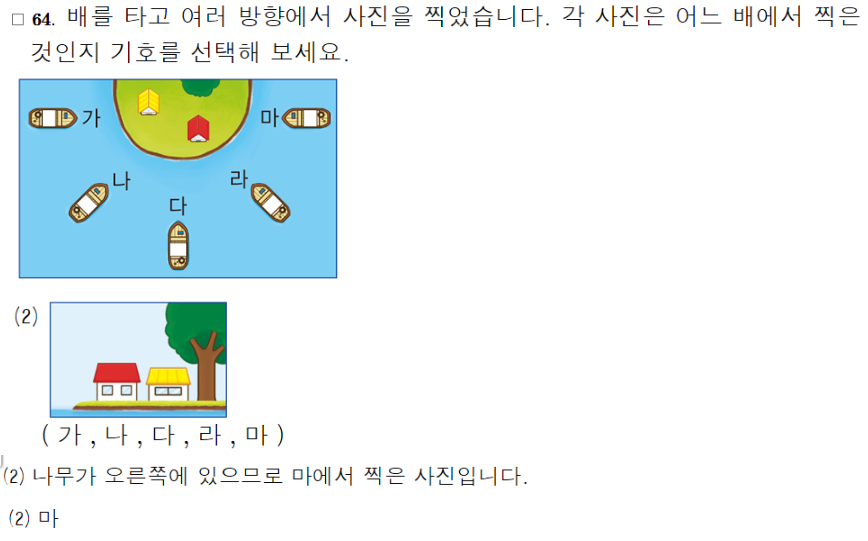 □ 64. 배를 타고 여러 방향에서 사진을 찍었습니다. 각 사진은 어느 배에서 찍은
것인지 기호를 선택해 보세요.
가
마
나
라
다
(2)
( 가 , 나 , 다 , 라 , 마 )
(2) 나무가 오른쪽에 있으므로 마에서 찍은 사진입니다.
(2) 마